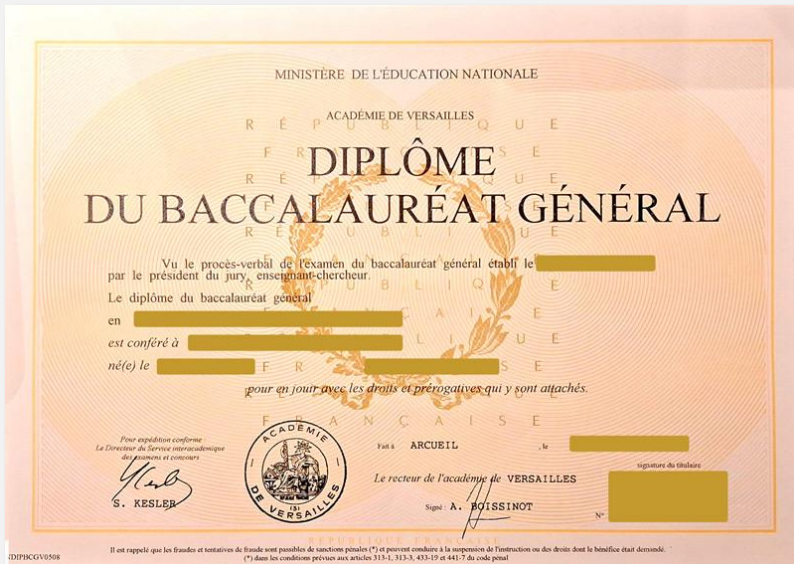 MINISTÈRE DE L'ÉDUCATION NATIONALE
ACADÉMIE DE VERSAILLES
RÉPUBLIQUE
FRANÇAISE
DIPLÔME
DU BACCALAURÉAT GÉNÉRAL
Vu le procès-verbal de l'examen du baccalauréat général établi le
par le président du jury, enseignant-chercheur.
Le diplôme du baccalauréat général
en
est conféré à
né(e) le
pour en jouir avec les droits et prérogatives qui y sont attachés.
Pour expédition conforme
Le Directeur du Service interacadémique
des examens et concours
S. KESLER
ACADÉMIE
DE VERSAILLES
Fait à ARCUEIL , le
Le recteur de l'académie de VERSAILLES
Signé : A. BOISSINOT
signature du titulaire
N°
RÉPUBLIQUE FRANÇAISE
Il est rappelé que les fraudes et tentatives de fraude sont passibles de sanctions pénales (*) et peuvent conduire à la suspension de l'instruction ou des droits dont le bénéfice était demandé.
(*) dans les conditions prévues aux articles 313-1, 313-3, 433-19 et 441-7 du code pénal
DIPBCGV0508